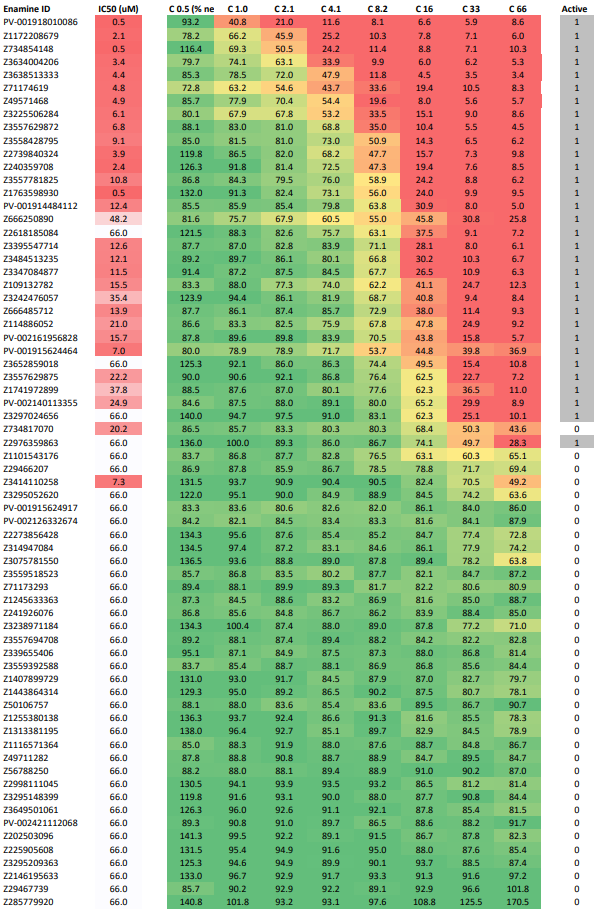 Enamine ID IC50 (uM) C 0.5 (% ne C 1.0 C 2.1 C 4.1 C 8.2 C 16 C 33 C 66 Active
PV-001918010086 0.5 93.2 40.8 21.0 11.6 8.1 6.6 5.9 8.6 1
Z1172208679 2.1 78.2 66.2 45.9 25.2 10.3 7.8 7.1 6.0 1
Z734854148 0.5 114.2 69.3 50.5 24.2 11.4 8.8 7.1 10.3 1
Z3634004206 3.4 79.7 74.1 63.1 33.9 9.9 6.0 6.2 5.3 1
Z3638513333 4.4 85.3 78.5 72.0 47.9 11.8 4.5 3.5 3.4 1
Z71174619 4.8 72.8 63.2 54.6 43.7 33.6 19.4 10.5 8.3 1
Z49571468 4.9 85.7 77.9 70.4 54.4 19.6 8.0 5.6 5.7 1
Z3225506284 6.1 80.1 67.9 67.8 53.2 33.5 15.1 9.0 8.6 1
Z3557629872 6.8 88.1 83.0 81.0 68.8 35.0 10.4 5.5 4.5 1
Z3558428795 9.1 85.0 81.5 81.0 73.0 50.9 14.3 6.6 6.2 1
Z2739840324 3.9 119.8 86.5 82.0 68.2 47.7 15.7 7.3 9.8 1
Z240359708 2.4 126.3 91.8 81.4 72.5 47.3 19.4 7.6 8.5 1
Z3557781825 10.8 86.8 84.3 79.5 76.0 58.9 24.2 8.8 6.2 1
Z1763598930 0.5 132.0 91.3 82.4 73.1 56.0 24.0 9.9 9.5 1
PV-001914484112 12.4 85.5 85.9 85.4 79.8 63.8 30.9 8.0 5.0 1
Z666250890 48.2 81.6 75.7 67.9 60.5 55.0 45.8 30.8 25.8 1
Z2618185084 66.0 121.5 88.3 82.6 75.7 63.1 37.5 9.1 7.2 1
Z3395547714 12.6 87.7 87.0 82.8 83.9 71.1 28.1 8.0 6.1 1
Z3484513235 12.1 89.2 89.7 86.1 80.1 66.8 30.2 10.3 6.7 1
Z3347084877 11.5 91.4 87.2 87.5 84.5 67.7 26.5 10.9 6.3 1
Z109132782 15.5 83.3 88.0 77.3 74.0 62.2 41.1 24.7 12.3 1
Z3242476057 35.4 123.9 94.4 86.1 81.9 68.7 40.8 9.4 8.4 1
Z666485712 13.9 87.7 86.1 87.4 85.7 72.9 38.0 11.4 9.3 1
Z114886052 21.0 86.6 83.3 82.5 75.9 67.8 47.8 24.9 9.2 1
PV-002161956828 15.7 87.8 89.6 88.8 83.9 70.5 43.8 15.8 5.7 1
PV-001915624464 7.0 80.0 78.9 78.9 71.7 53.7 44.8 39.8 36.9 1
Z3652859018 66.0 125.3 92.1 86.0 86.3 74.4 49.5 15.4 10.8 1
Z3557629875 22.2 90.0 90.6 92.1 86.8 76.4 62.5 22.7 7.2 1
Z1741972899 37.8 88.5 87.6 87.0 80.1 77.6 62.3 36.5 11.0 1
PV-002140113355 24.9 84.6 87.5 88.0 89.1 80.0 65.2 29.9 8.9 1
Z3297024656 66.0 140.0 94.7 97.5 91.0 83.1 62.3 25.1 10.1 1
Z734817070 20.2 86.5 85.7 83.3 80.3 80.3 68.4 50.3 43.6 0
Z2976359863 66.0 136.0 100.0 89.3 86.0 86.7 74.1 49.7 28.3 1
Z1101543176 66.0 83.7 86.8 88.7 82.8 76.5 63.1 60.3 65.1 0
Z29466207 66.0 86.9 87.8 85.9 86.7 78.5 78.8 71.7 69.4 0
Z3414110258 7.3 131.5 93.7 90.9 90.4 90.5 82.4 70.5 49.2 0
Z3295052620 66.0 122.0 95.1 90.0 94.9 88.9 84.5 74.2 63.6 0
PV-001915624917 66.0 83.3 83.6 80.6 82.6 82.0 86.1 84.0 86.0 0
PV-002126332674 66.0 84.2 82.1 84.5 83.4 83.3 81.6 84.1 87.9 0
Z2273856428 66.0 134.3 95.6 87.6 85.4 85.2 84.7 77.4 72.8 0
Z314947084 66.0 134.5 97.4 87.2 83.1 84.6 86.1 77.9 74.2 0
Z3075781550 66.0 136.5 93.6 88.8 88.0 87.8 89.4 78.2 63.8 0
Z3559518523 66.0 85.7 86.8 83.5 80.2 87.7 82.1 84.7 87.2 0
Z7173293 66.0 89.4 88.1 89.9 89.3 81.7 82.2 80.6 80.9 0
Z1245633363 66.0 87.3 84.5 88.6 83.2 86.9 81.6 85.0 88.7 0
Z241926076 66.0 86.8 85.6 84.8 86.7 86.2 83.9 88.4 85.0 0
Z3238971184 66.0 134.3 100.4 87.4 88.0 89.0 87.8 77.2 71.0 0
Z3557694708 66.0 89.2 88.1 89.4 87.4 88.2 84.2 82.2 82.8 0
Z339655406 66.0 95.1 87.1 84.9 83.5 87.3 88.0 86.8 81.4 0
Z3559392588 66.0 83.7 85.4 88.7 88.1 86.9 86.8 85.6 84.4 0
Z1407899729 66.0 131.0 93.0 91.7 84.5 87.9 87.0 82.7 79.7 0
Z1443864314 66.0 129.3 95.0 89.2 86.5 90.2 87.5 80.7 78.1 0
Z50106757 66.0 88.1 88.0 83.8 85.6 83.5 89.5 86.7 90.7 0
Z1255380138 66.0 136.3 93.7 92.4 86.6 91.3 81.6 85.5 78.3 0
Z1313381195 66.0 138.0 96.4 92.7 85.1 89.7 82.9 84.5 78.9 0
Z1116571364 66.0 85.0 88.3 91.9 88.0 87.6 88.7 84.8 86.7 0
Z49711282 66.0 87.8 88.8 90.8 88.7 88.9 84.7 89.5 84.7 0
Z56788250 66.0 88.2 88.0 88.1 89.4 88.9 91.0 90.2 87.0 0
Z2998111045 66.0 130.5 94.1 93.9 93.5 93.2 86.5 81.2 81.4 0
Z3295148399 66.0 119.8 91.6 93.1 90.0 88.0 87.7 90.8 84.4 0
Z3649501061 66.0 126.3 96.0 92.6 91.1 92.1 87.8 85.4 81.5 0
PV-002421112068 66.0 89.3 90.8 91.0 89.7 86.5 88.6 88.2 91.7 0
Z202503096 66.0 141.3 99.5 92.2 89.1 91.5 86.7 87.8 82.3 0
Z225905608 66.0 131.5 95.4 94.9 91.6 95.0 88.0 87.6 85.4 0
Z3295209363 66.0 125.3 94.6 94.9 89.9 90.1 93.7 88.5 87.4 0
Z2146195633 66.0 133.0 96.7 92.9 91.7 93.3 91.3 91.6 97.2 0
Z29467739 66.0 85.7 90.2 92.9 92.2 89.1 92.9 96.6 101.8 0
Z285779920 66.0 140.8 101.8 93.2 93.1 97.6 108.8 125.5 170.5 0